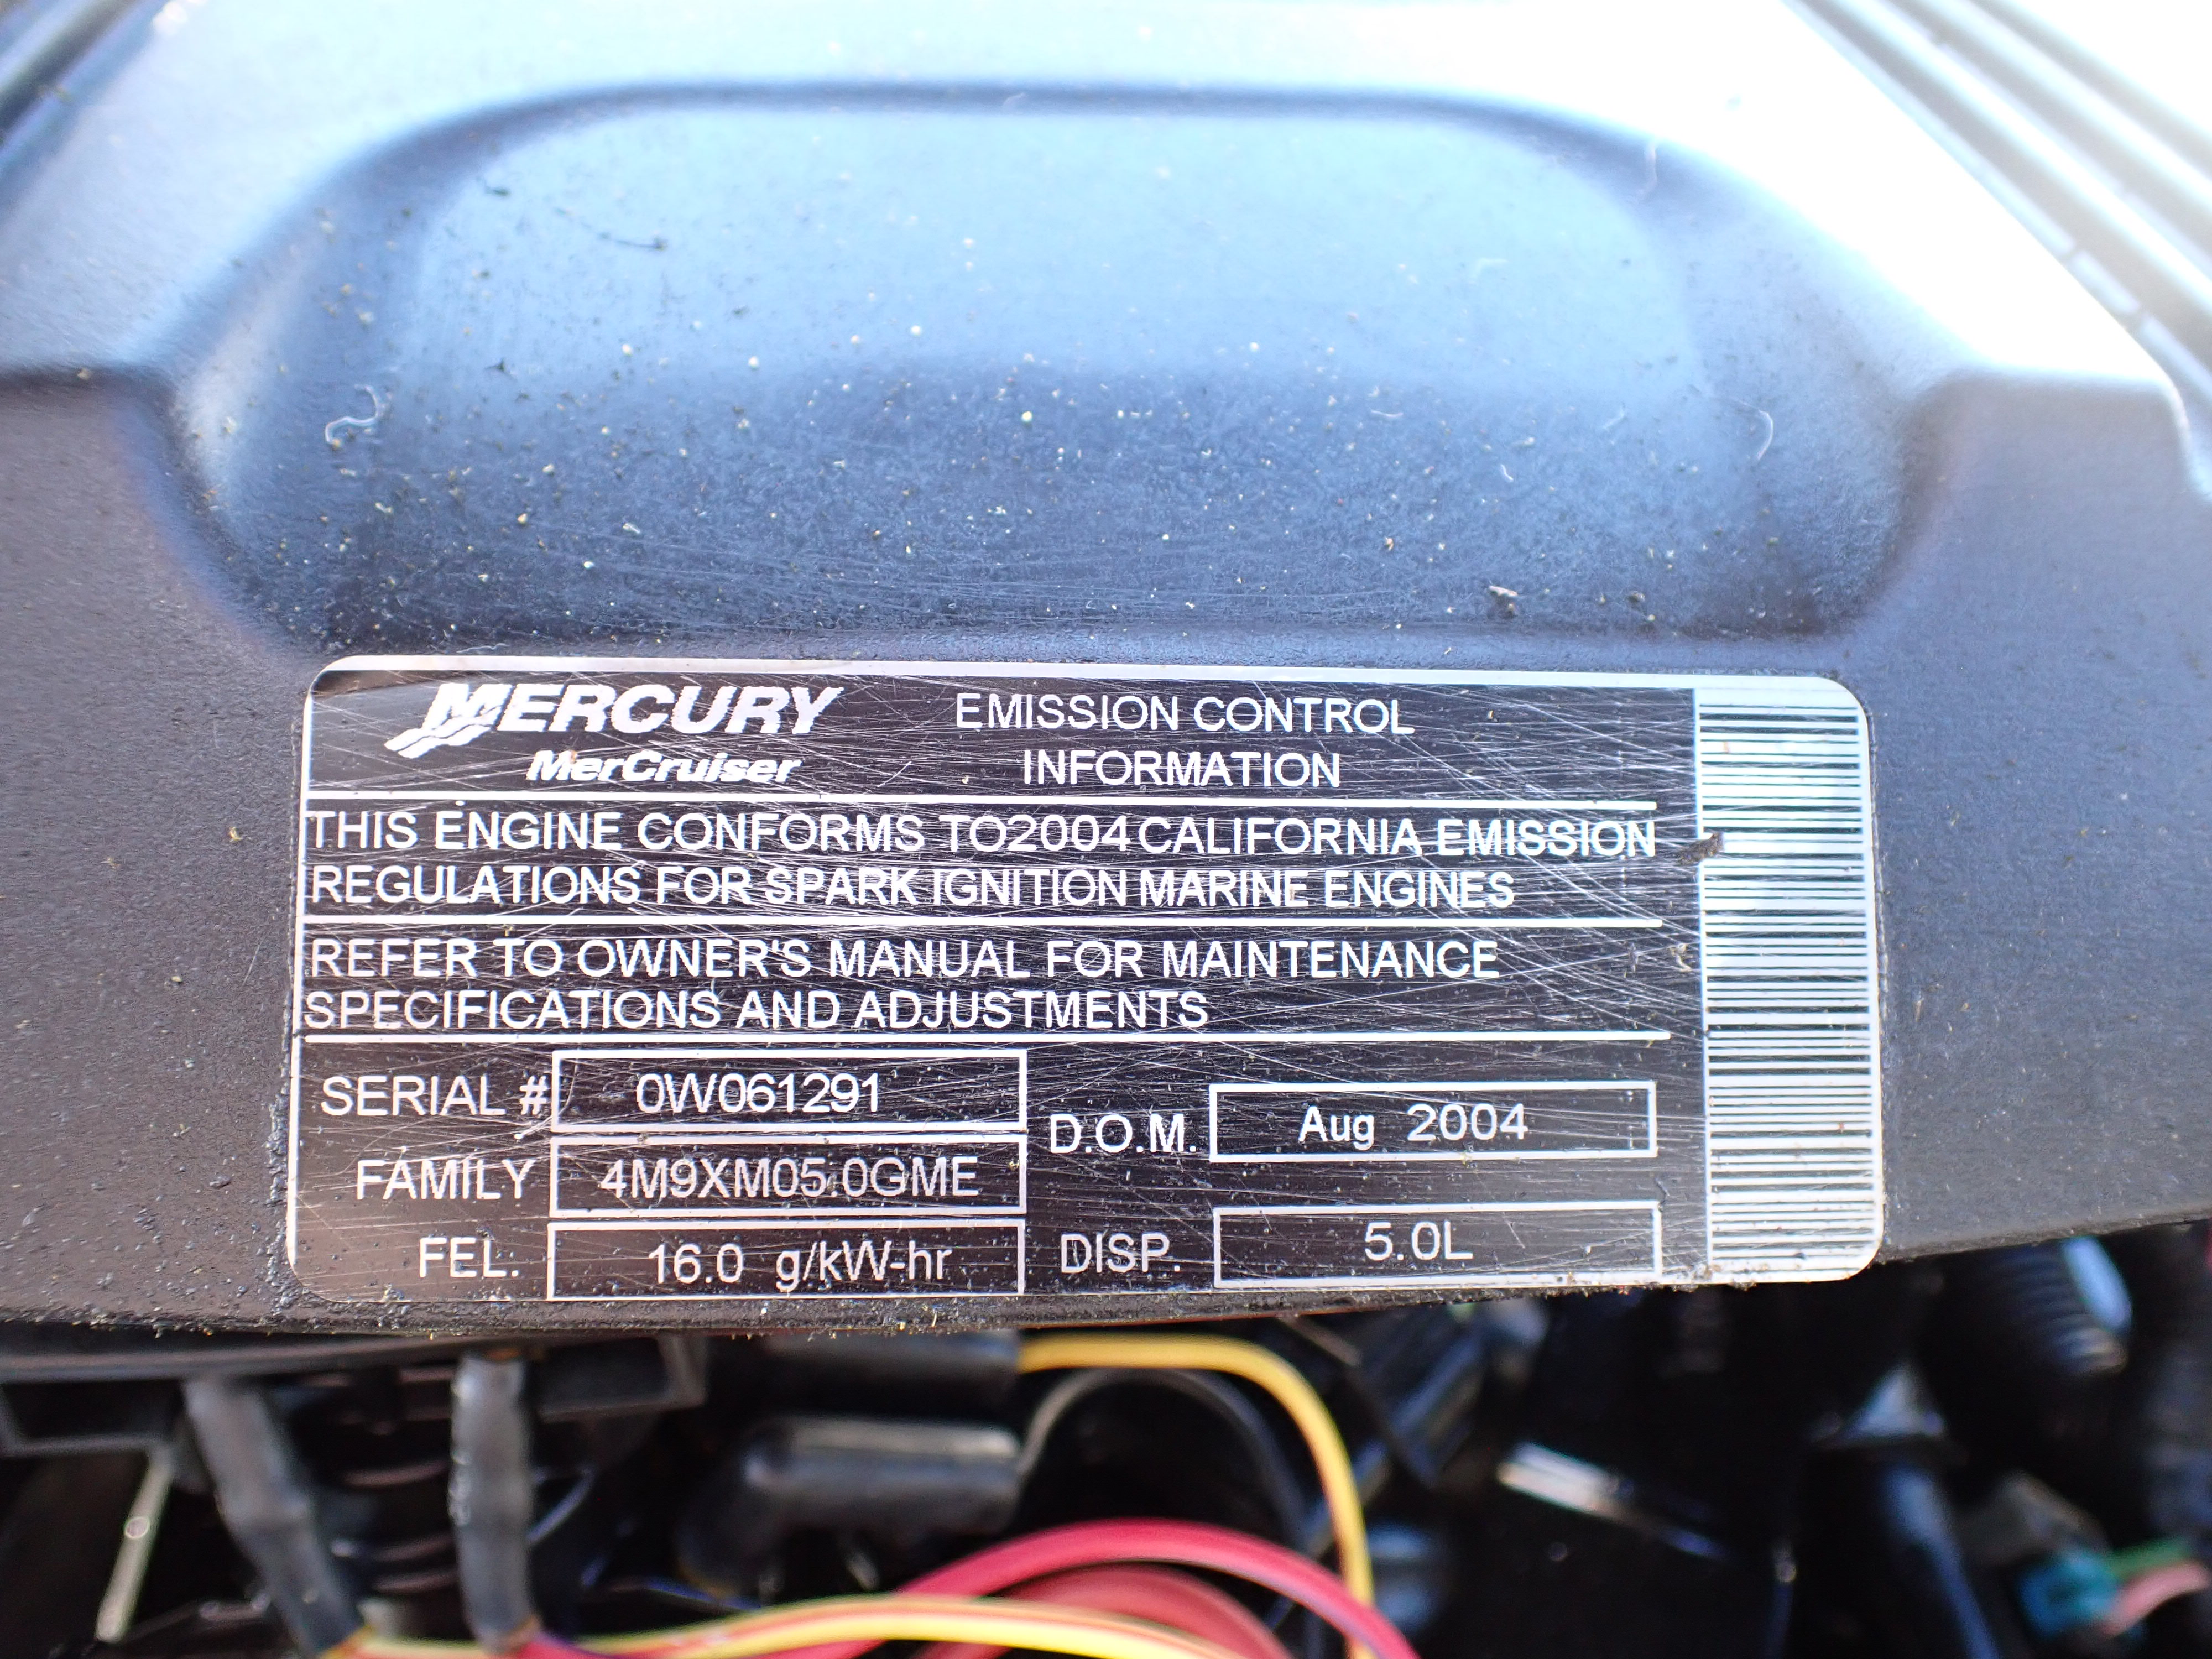 MERCURY
MerCruiser
EMISSION CONTROL
INFORMATION
THIS ENGINE CONFORMS TO2004 CALIFORNIA EMISSION
REGULATIONS FOR SPARK IGNITION MARINE ENGINES
REFER TO OWNER'S MANUAL FOR MAINTENANCE
SPECIFICATIONS AND ADJUSTMENTS
SERIAL # 0W061291
FAMILY 4M9XM05.0GME
FEL. 16.0 g/kW-hr
D.O.M. Aug 2004
DISP. 5.0L